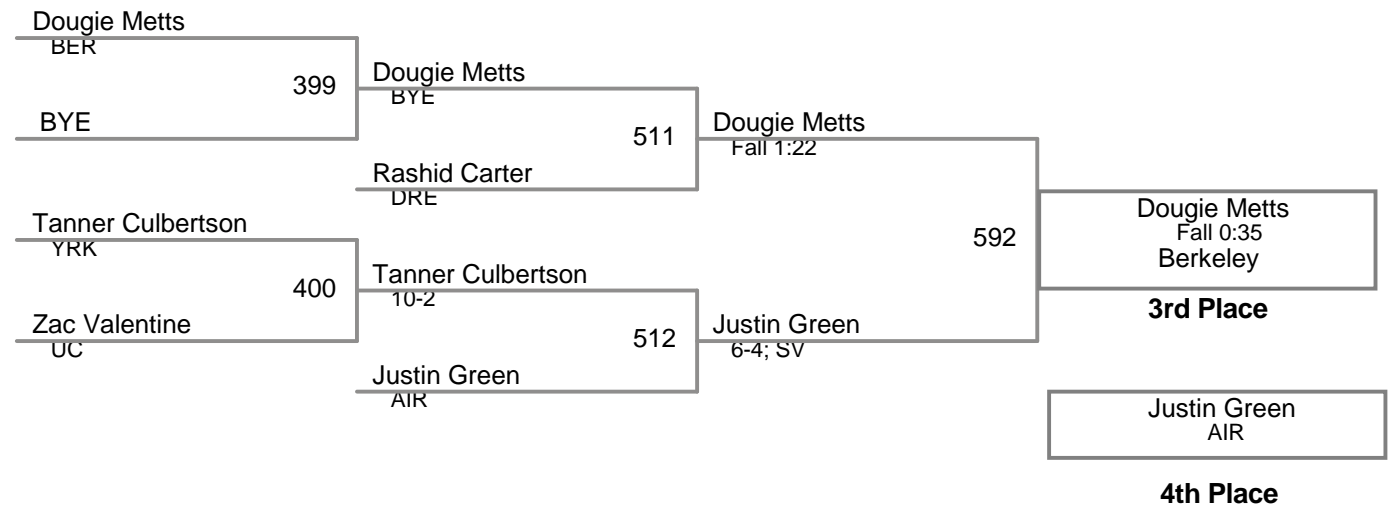 Dougie Metts
BER
399
BYE
Dougie Metts
BYE
511
Rashid Carter
DRE
Dougie Metts
Fall 1:22
Tanner Culbertson
YRK
400
Zac Valentine
UC
Tanner Culbertson
10-2
512
Justin Green
AIR
Justin Green
6-4; SV
592
Dougie Metts
Fall 0:35
Berkeley
3rd Place
Justin Green
AIR
4th Place